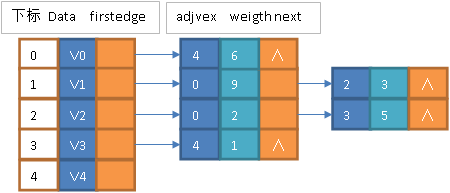 下标 Data firstedge adjvex weigthnext
0 V0 4 6 ∧
1 V1 0 9 2 3 ∧
2 V2 0 2 3 5 ∧
3 V3 4 1 ∧
4 V4